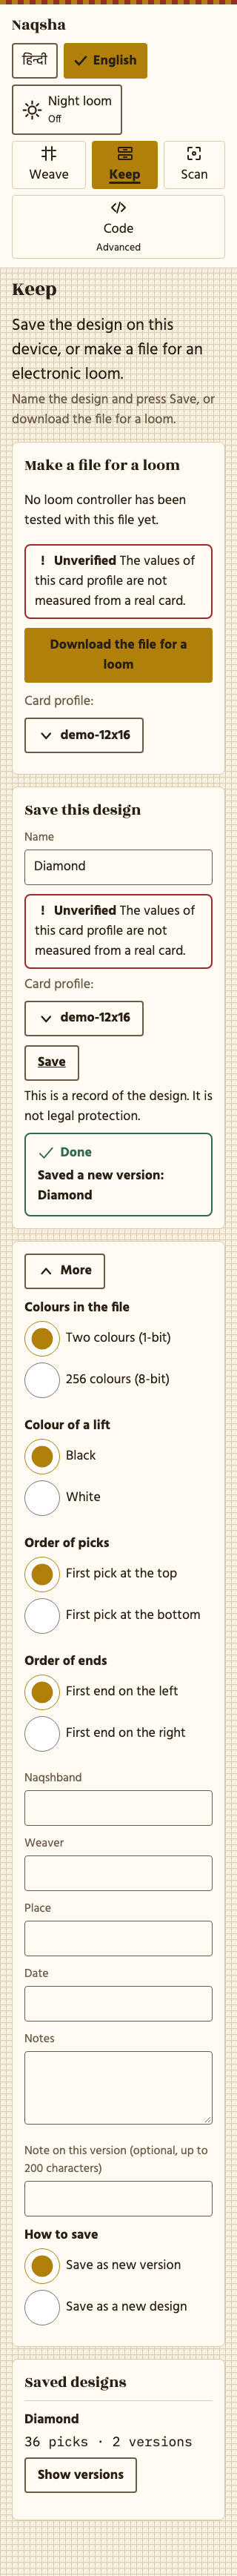 Naqsha
हिन्दी
English
Night loom
Off
Weave
Keep
Scan
Code
Advanced
Keep
Save the design on this
device, or make a file for an
electronic loom.
Name the design and press Save, or
download the file for a loom.
Make a file for a loom
No loom controller has been
tested with this file yet.
! Unverified The values of
this card profile are not
measured from a real card.
Download the file for a
loom
Card profile:
demo-12x16
Save this design
Name
Diamond
! Unverified The values of
this card profile are not
measured from a real card.
Card profile:
demo-12x16
Save
This is a record of the design. It is
not legal protection.
Done
Saved a new version:
Diamond
More
Colours in the file
Two colours (1-bit)
256 colours (8-bit)
Colour of a lift
Black
White
Order of picks
First pick at the top
First pick at the bottom
Order of ends
First end on the left
First end on the right
Naqshband
Weaver
Place
Date
Notes
Note on this version (optional, up to
200 characters)
How to save
Save as new version
Save as a new design
Saved designs
Diamond
36 picks · 2 versions
Show versions